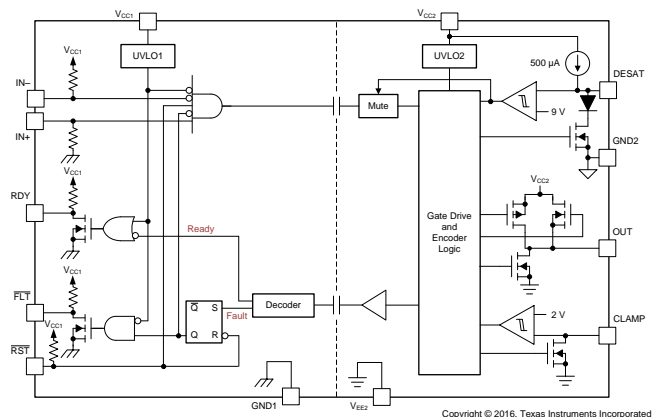 VCC1
VCC2
VCC1
UVLO1
UVLO2
500 µA
DESAT
IN–
Mute
9 V
IN+
GND2
VCC1
RDY
VCC2
Ready
Gate Drive
and
Encoder
Logic
OUT
VCC1
FLT
VCC1
Q S
Decoder
Fault
2 V
CLAMP
Q R
RST
GND1
VEE2
Copyright © 2016, Texas Instruments Incorporated